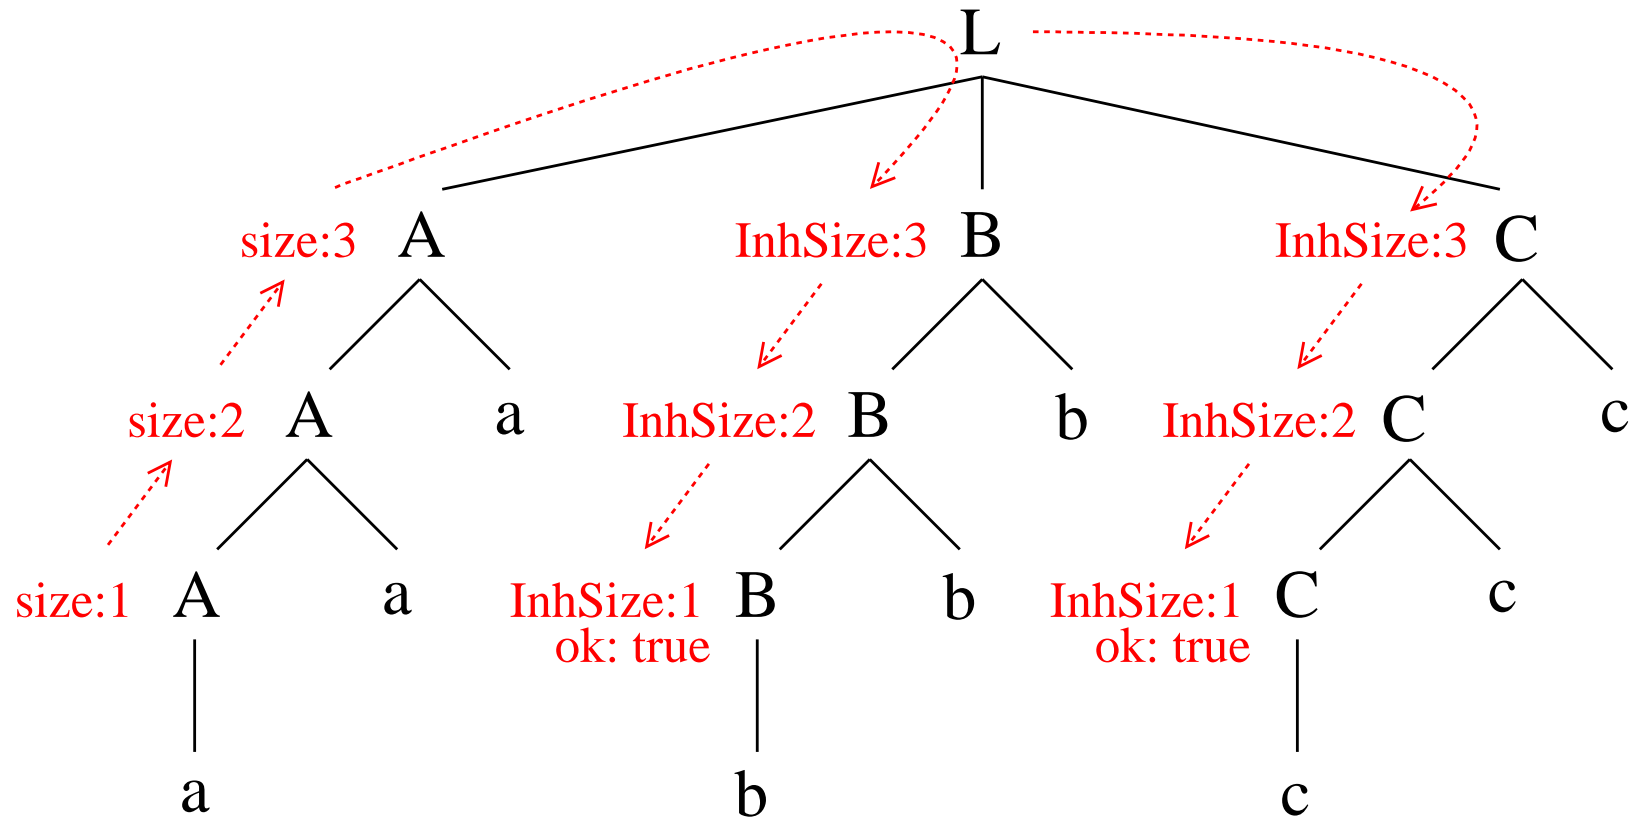 L
size:3 A InhSize:3 B InhSize:3 C
size:2 A a InhSize:2 B b InhSize:2 C c
size:1 A a InhSize:1 B b InhSize:1 C c
ok: true ok: true
a b c